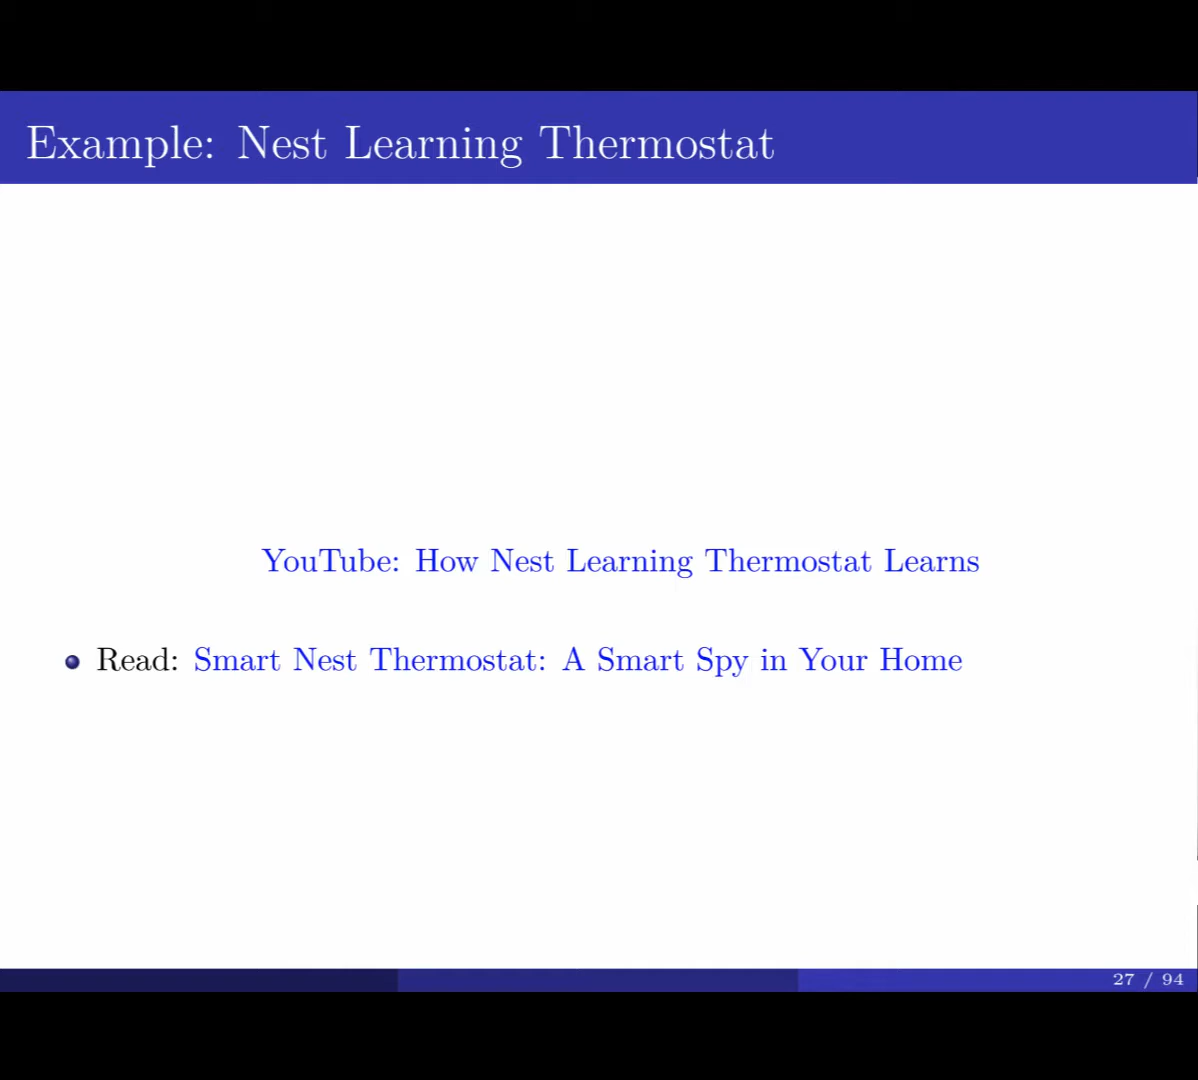 Example: Nest Learning Thermostat
YouTube: How Nest Learning Thermostat Learns
Read: Smart Nest Thermostat: A Smart Spy in Your Home
27 / 94